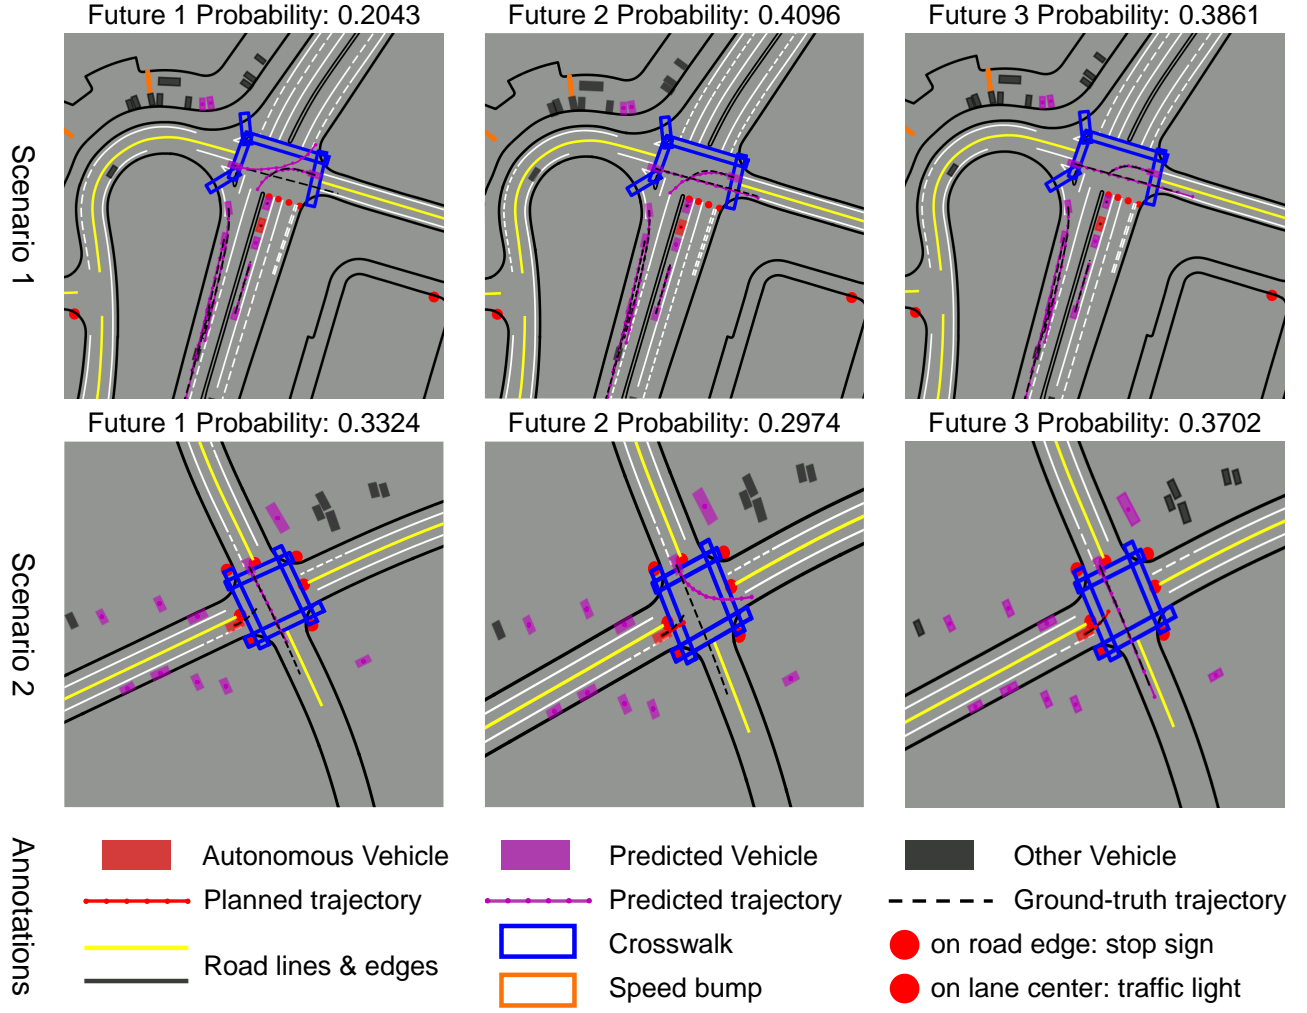 Future 1 Probability: 0.2043
Future 2 Probability: 0.4096
Future 3 Probability: 0.3861
Scenario 1
Future 1 Probability: 0.3324
Future 2 Probability: 0.2974
Future 3 Probability: 0.3702
Scenario 2
Annotations
Autonomous Vehicle
Predicted Vehicle
Other Vehicle
Planned trajectory
Predicted trajectory
Ground-truth trajectory
Road lines & edges
Crosswalk
on road edge: stop sign
Speed bump
on lane center: traffic light